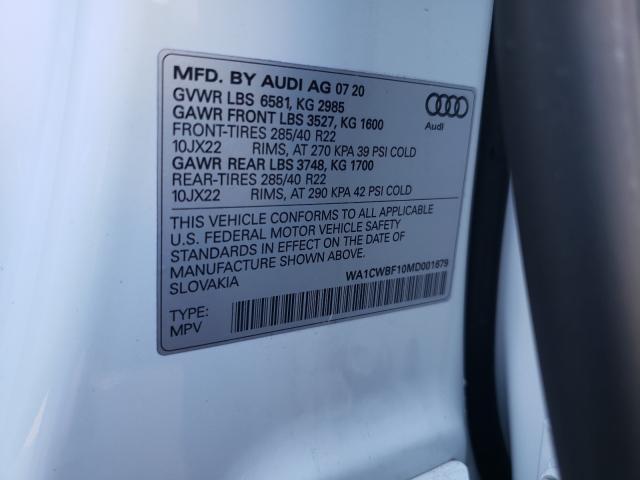 MFD. BY AUDI AG 07 20
GVWR LBS 6581, KG 2985
GAWR FRONT LBS 3527, KG 1600
FRONT-TIRES 285/40 R22
10JX22 RIMS, AT 270 KPA 39 PSI COLD
GAWR REAR LBS 3748, KG 1700
REAR-TIRES 285/40 R22
10JX22 RIMS, AT 290 KPA 42 PSI COLD
Audi
THIS VEHICLE CONFORMS TO ALL APPLICABLE
U.S. FEDERAL MOTOR VEHICLE SAFETY
STANDARDS IN EFFECT ON THE DATE OF
MANUFACTURE SHOWN ABOVE.
SLOVAKIA
WA1CWBF10MD001679
TYPE:
MPV